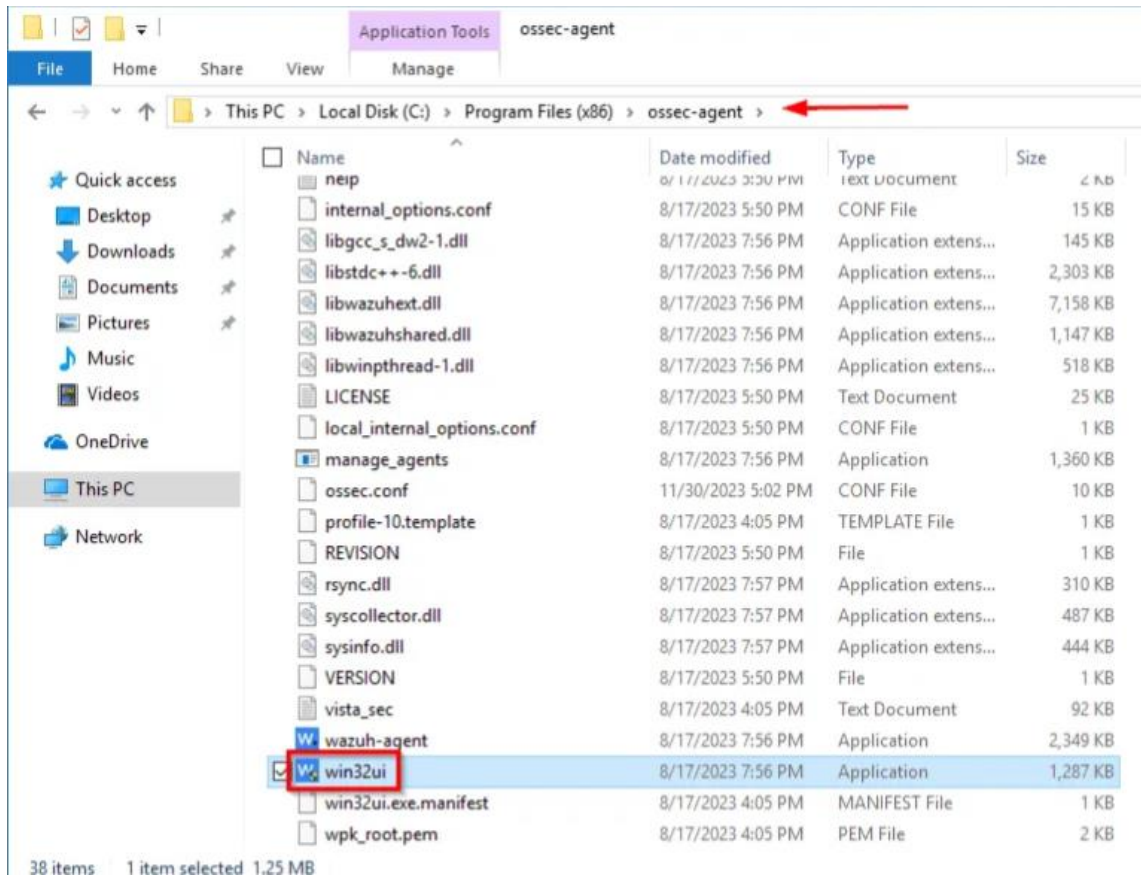 Application Tools ossec-agent
File Home Share View Manage
This PC > Local Disk (C:) > Program Files (x86) > ossec-agent >
Name Date modified Type Size
Quick access
Desktop
Downloads
Documents
Pictures
Music
Videos
OneDrive
This PC
Network
help 8/17/2023 5:50 PM Text Document 2 KB
internal_options.conf 8/17/2023 5:50 PM CONF File 15 KB
libgcc_s_dw2-1.dll 8/17/2023 7:56 PM Application extens... 145 KB
libstdc++-6.dll 8/17/2023 7:56 PM Application extens... 2,303 KB
libwazuhext.dll 8/17/2023 7:56 PM Application extens... 7,158 KB
libwazuhshared.dll 8/17/2023 7:56 PM Application extens... 1,147 KB
libwinpthread-1.dll 8/17/2023 7:56 PM Application extens... 518 KB
LICENSE 8/17/2023 5:50 PM Text Document 25 KB
local_internal_options.conf 8/17/2023 5:50 PM CONF File 1 KB
manage_agents 8/17/2023 7:56 PM Application 1,360 KB
ossec.conf 11/30/2023 5:02 PM CONF File 10 KB
profile-10.template 8/17/2023 4:05 PM TEMPLATE File 1 KB
REVISION 8/17/2023 5:50 PM File 1 KB
rsync.dll 8/17/2023 7:57 PM Application extens... 310 KB
syscollector.dll 8/17/2023 7:57 PM Application extens... 487 KB
sysinfo.dll 8/17/2023 7:57 PM Application extens... 444 KB
VERSION 8/17/2023 5:50 PM File 1 KB
vista_sec 8/17/2023 4:05 PM Text Document 92 KB
wazuh-agent 8/17/2023 7:56 PM Application 2,349 KB
win32ui 8/17/2023 7:56 PM Application 1,287 KB
win32ui.exe.manifest 8/17/2023 4:05 PM MANIFEST File 1 KB
wpk_root.pem 8/17/2023 4:05 PM PEM File 2 KB
38 items 1 item selected 1.25 MB